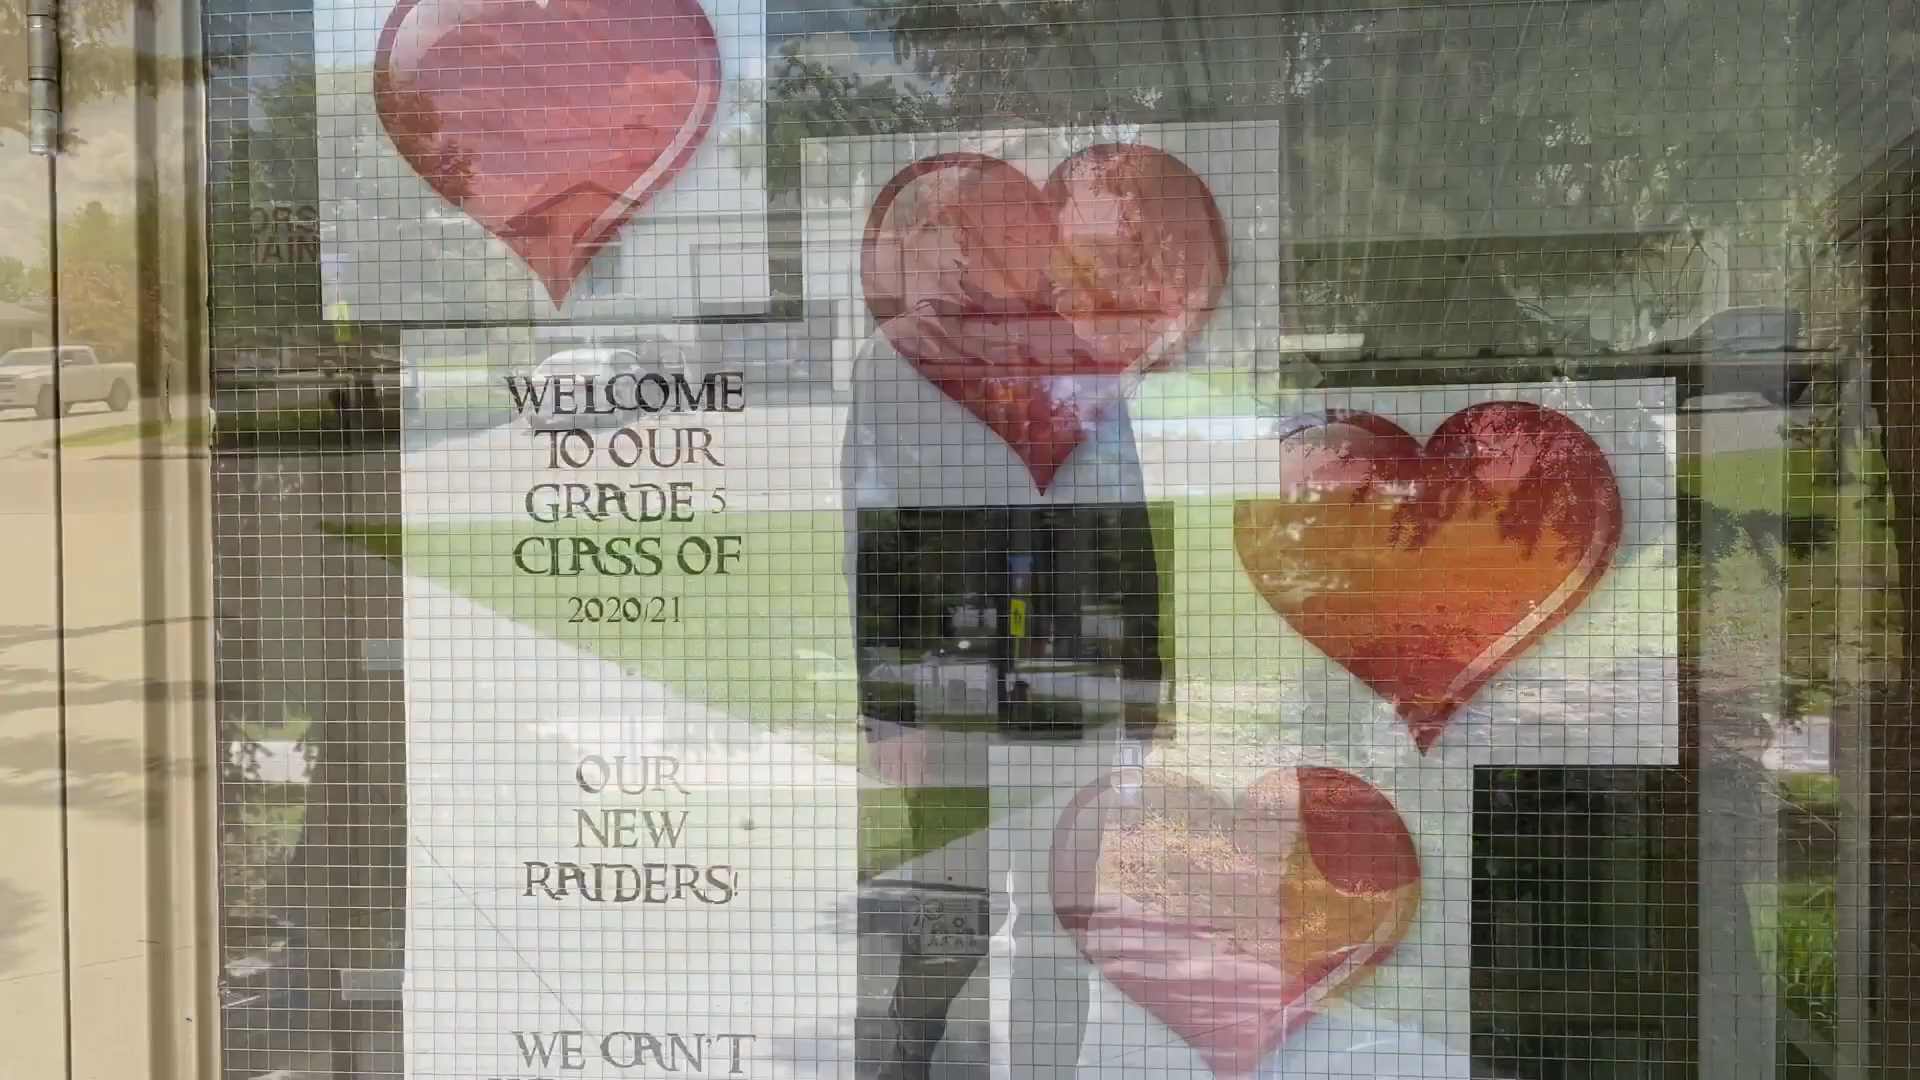 WELCOME
TO OUR
GRADE 5
CLASS OF
2020/21
OUR
NEW
RAIDERS!
WE CAN'T